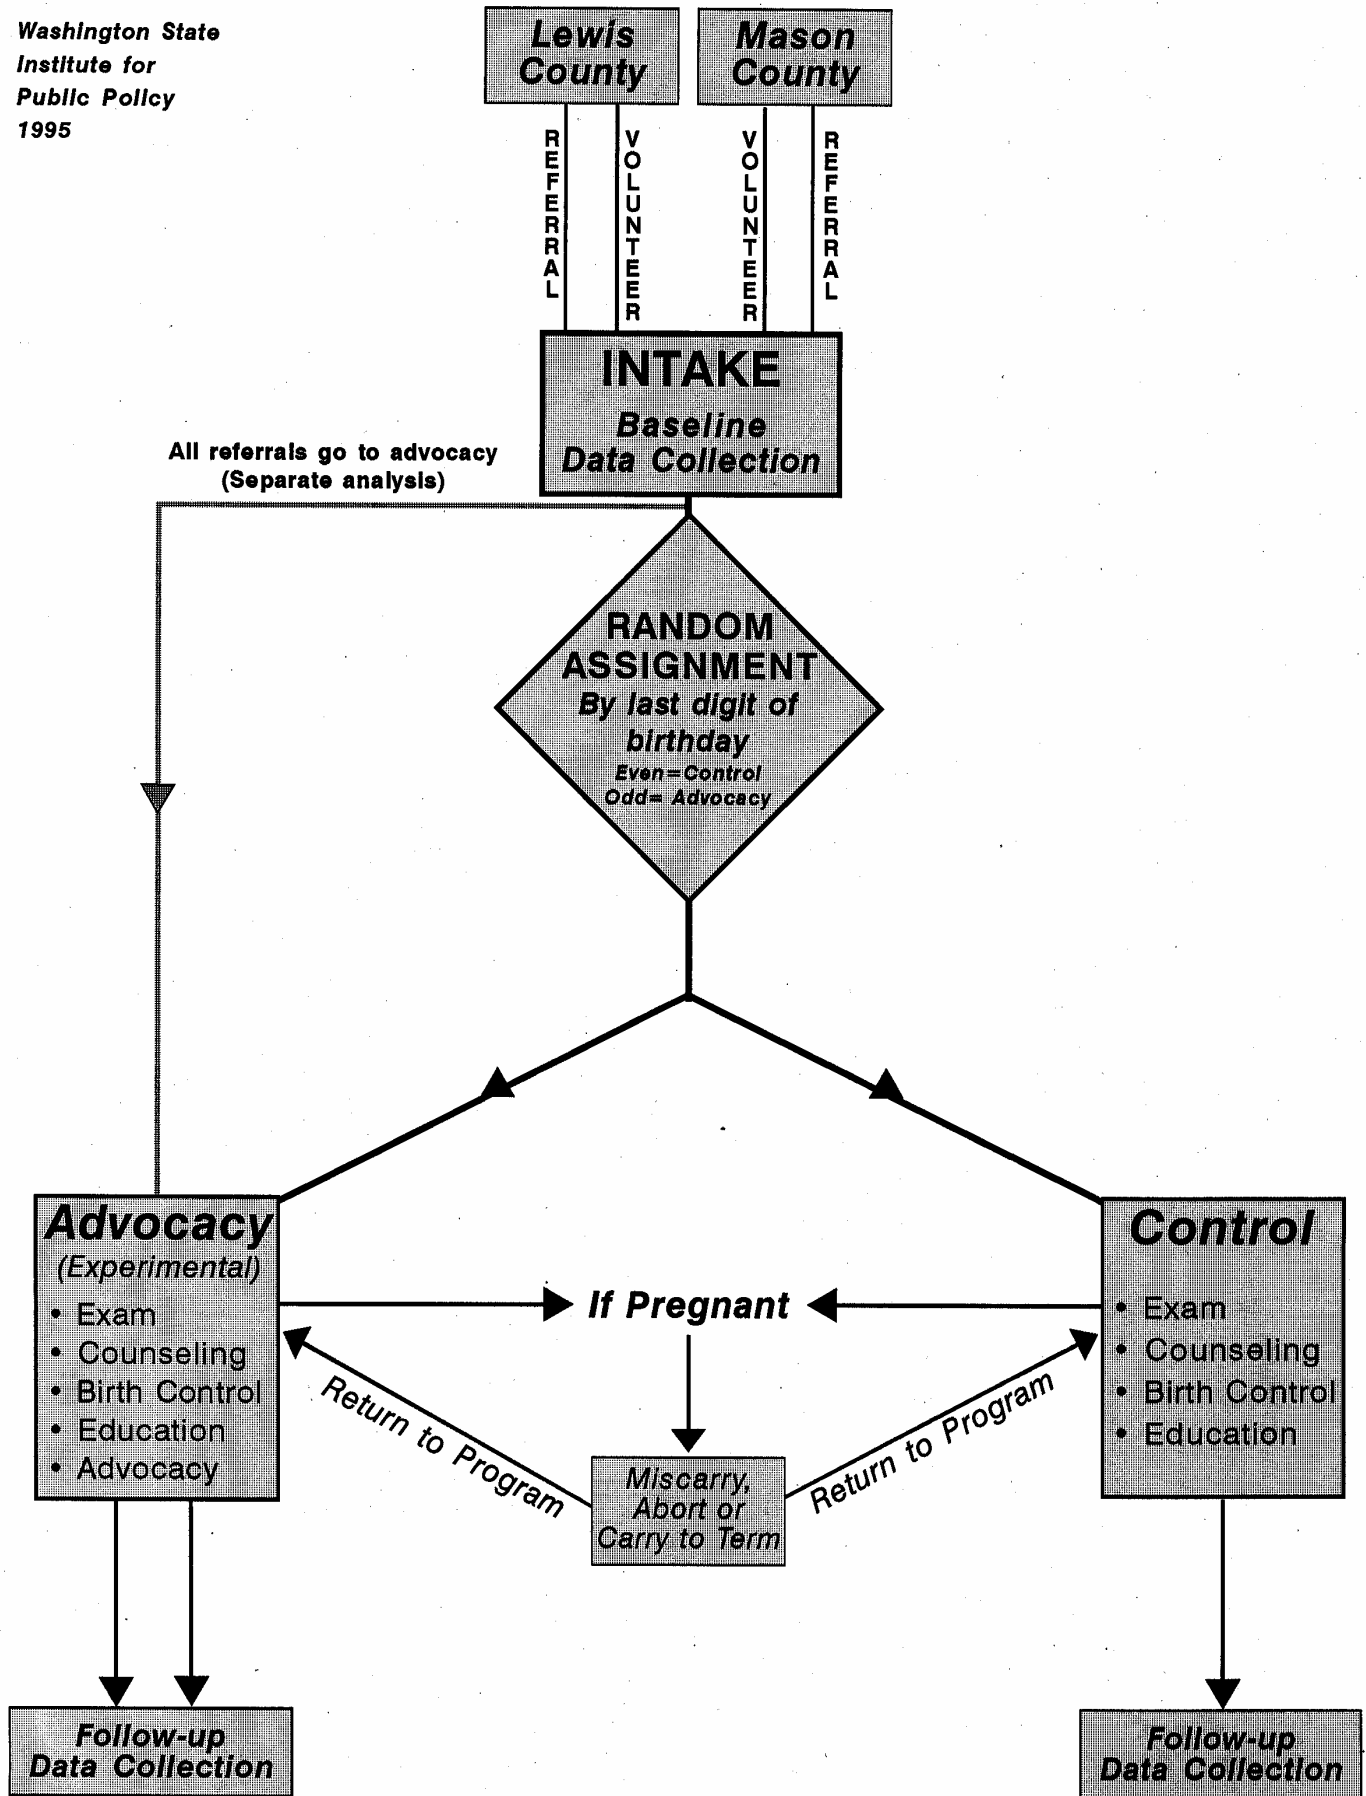 Washington State
Institute for
Public Policy
1995
Lewis
County
Mason
County
REFERRAL
VOLUNTEER
VOLUNTEER
REFERRAL
INTAKE
Baseline
Data Collection
All referrals go to advocacy
(Separate analysis)
RANDOM
ASSIGNMENT
By last digit of
birthday
Even=Control
Odd= Advocacy
Advocacy
(Experimental)
• Exam
• Counseling
• Birth Control
• Education
• Advocacy
If Pregnant
Control
• Exam
• Counseling
• Birth Control
• Education
Return to Program
Return to Program
Miscarry,
Abort or
Carry to Term
Follow-up
Data Collection
Follow-up
Data Collection